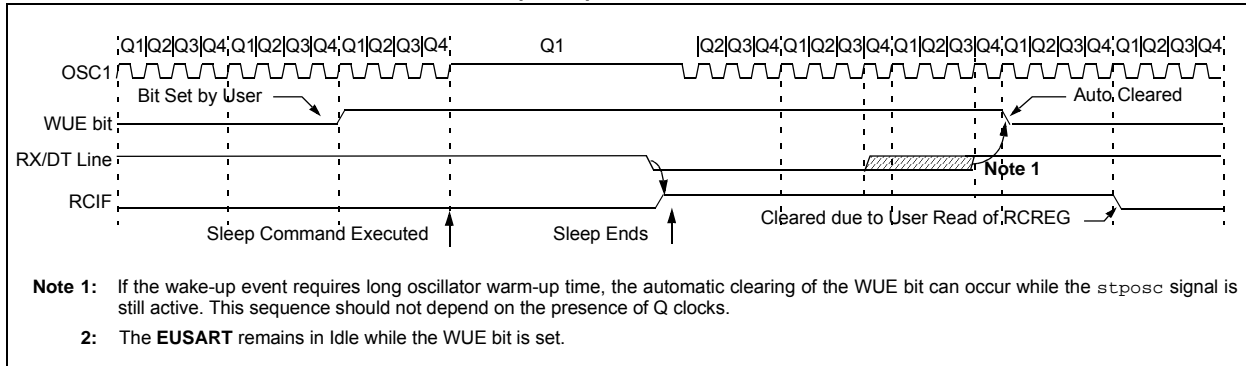 Q1|Q2|Q3|Q4 Q1|Q2|Q3|Q4 Q1|Q2|Q3|Q4 Q1 |Q2|Q3|Q4 Q1|Q2|Q3 Q4 Q1|Q2|Q3 Q4 Q1|Q2|Q3|Q4 Q1|Q2|Q3|Q4
OSC1
Bit Set by User
Auto Cleared
WUE bit
RX/DT Line
Note 1
RCIF
Cleared due to User Read of RCREG
Sleep Command Executed
Sleep Ends
Note 1: If the wake-up event requires long oscillator warm-up time, the automatic clearing of the WUE bit can occur while the stposc signal is
still active. This sequence should not depend on the presence of Q clocks.
2: The EUSART remains in Idle while the WUE bit is set.